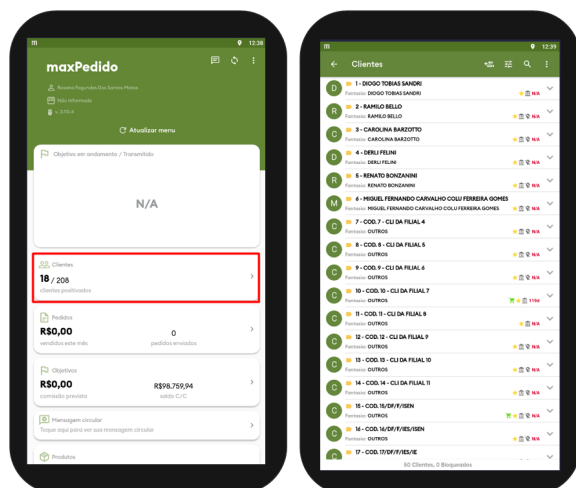 12:38
maxPedido
Rosana Fagundes Dos Santos Matos
Não Informado
v. 3.110.4
Atualizar menu
Objetivo em andamento / Transmitido
N/A
Clientes
18 / 208
clientes positivados
Pedidos
R$0,00
0
vendidos este mês
pedidos enviados
Objetivos
R$0,00
R$98.759,94
comissão prevista
saldo C/C
Mensagem circular
Toque aqui para ver sua mensagem circular
Produtos
12:39
Clientes
D
1 - DIOGO TOBIAS SANDRI
Fantasia: DIOGO TOBIAS SANDRI
N/A
R
2 - RAMILO BELLO
Fantasia: RAMILO BELLO
N/A
C
3 - CAROLINA BARZOTTO
Fantasia: CAROLINA BARZOTTO
N/A
D
4 - DERLI FELINI
Fantasia: DERLI FELINI
N/A
R
5 - RENATO BONZANINI
Fantasia: RENATO BONZANINI
N/A
M
6 - MIGUEL FERNANDO CARVALHO COLU FERREIRA GOMES
Fantasia: MIGUEL FERNANDO CARVALHO COLU FERREIRA GOMES
N/A
C
7 - COD. 7 - CLI DA FILIAL 4
Fantasia: OUTROS
N/A
C
8 - COD. 8 - CLI DA FILIAL 5
Fantasia: OUTROS
N/A
C
9 - COD. 9 - CLI DA FILIAL 6
Fantasia: OUTROS
N/A
C
10 - COD. 10 - CLI DA FILIAL 7
Fantasia: OUTROS
119d
C
11 - COD. 11 - CLI DA FILIAL 8
Fantasia: OUTROS
N/A
C
12 - COD. 12 - CLI DA FILIAL 9
Fantasia: OUTROS
N/A
C
13 - COD. 13 - CLI DA FILIAL 10
Fantasia: OUTROS
N/A
C
14 - COD. 14 - CLI DA FILIAL 11
Fantasia: OUTROS
N/A
C
15 - COD. 15/DF/F/ISEN
Fantasia: OUTROS
N/A
C
16 - COD. 16/DF/F/IES/ISEN
Fantasia: OUTROS
N/A
C
17 - COD. 17/DF/F/IES/IE
50 Clientes, 0 Bloqueados